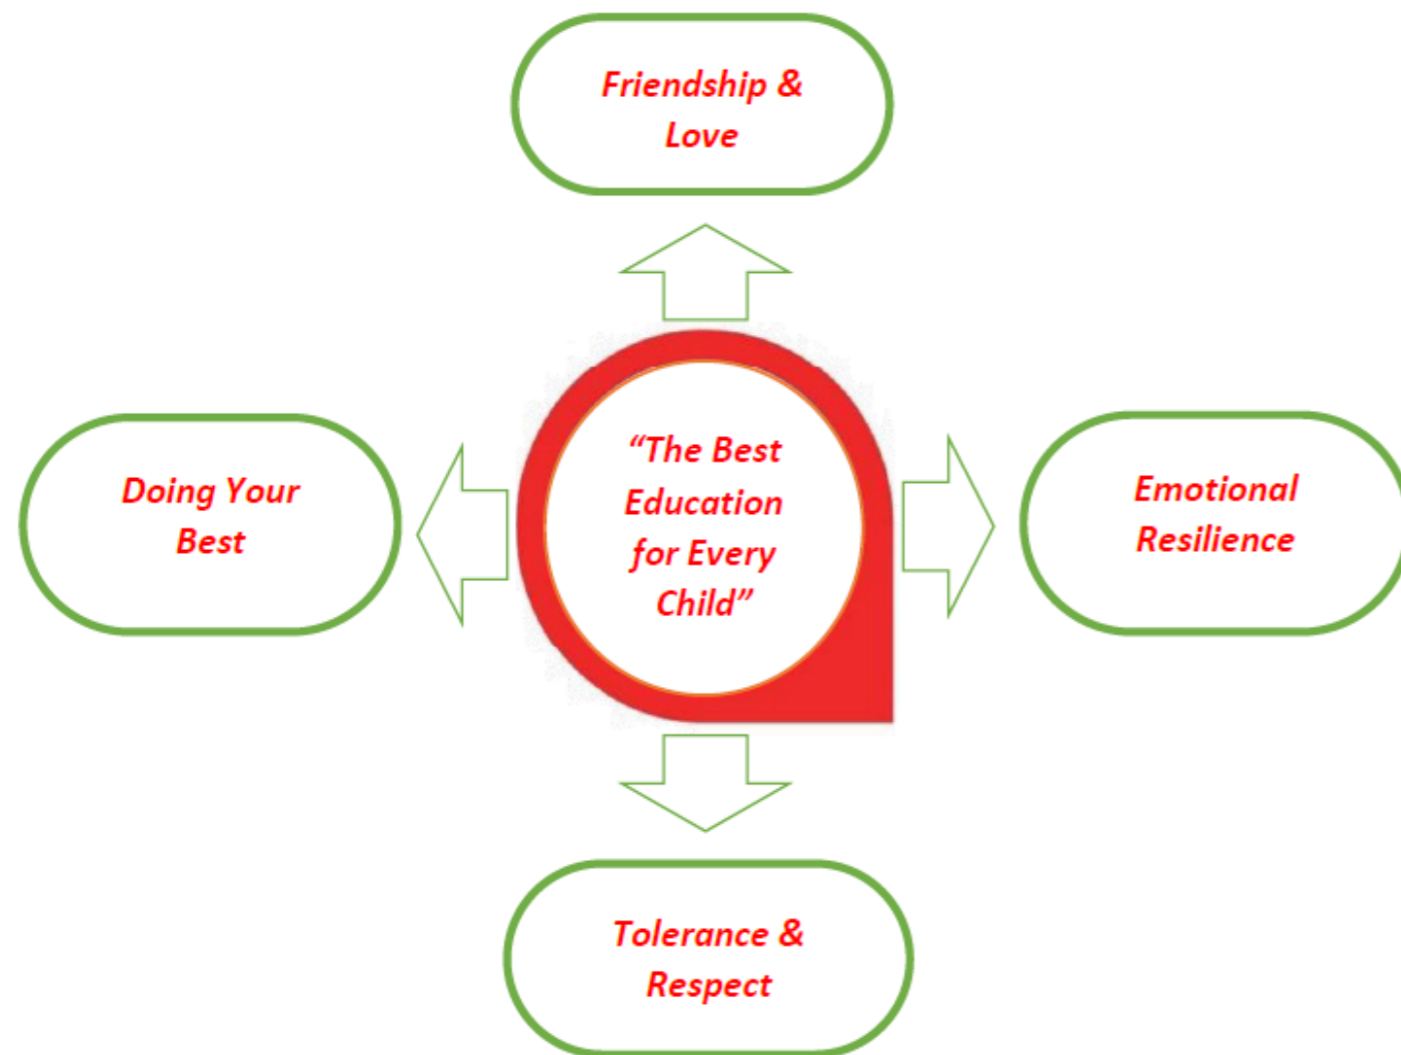 Friendship &
Love
Doing Your
Best
“The Best
Education
for Every
Child”
Emotional
Resilience
Tolerance &
Respect